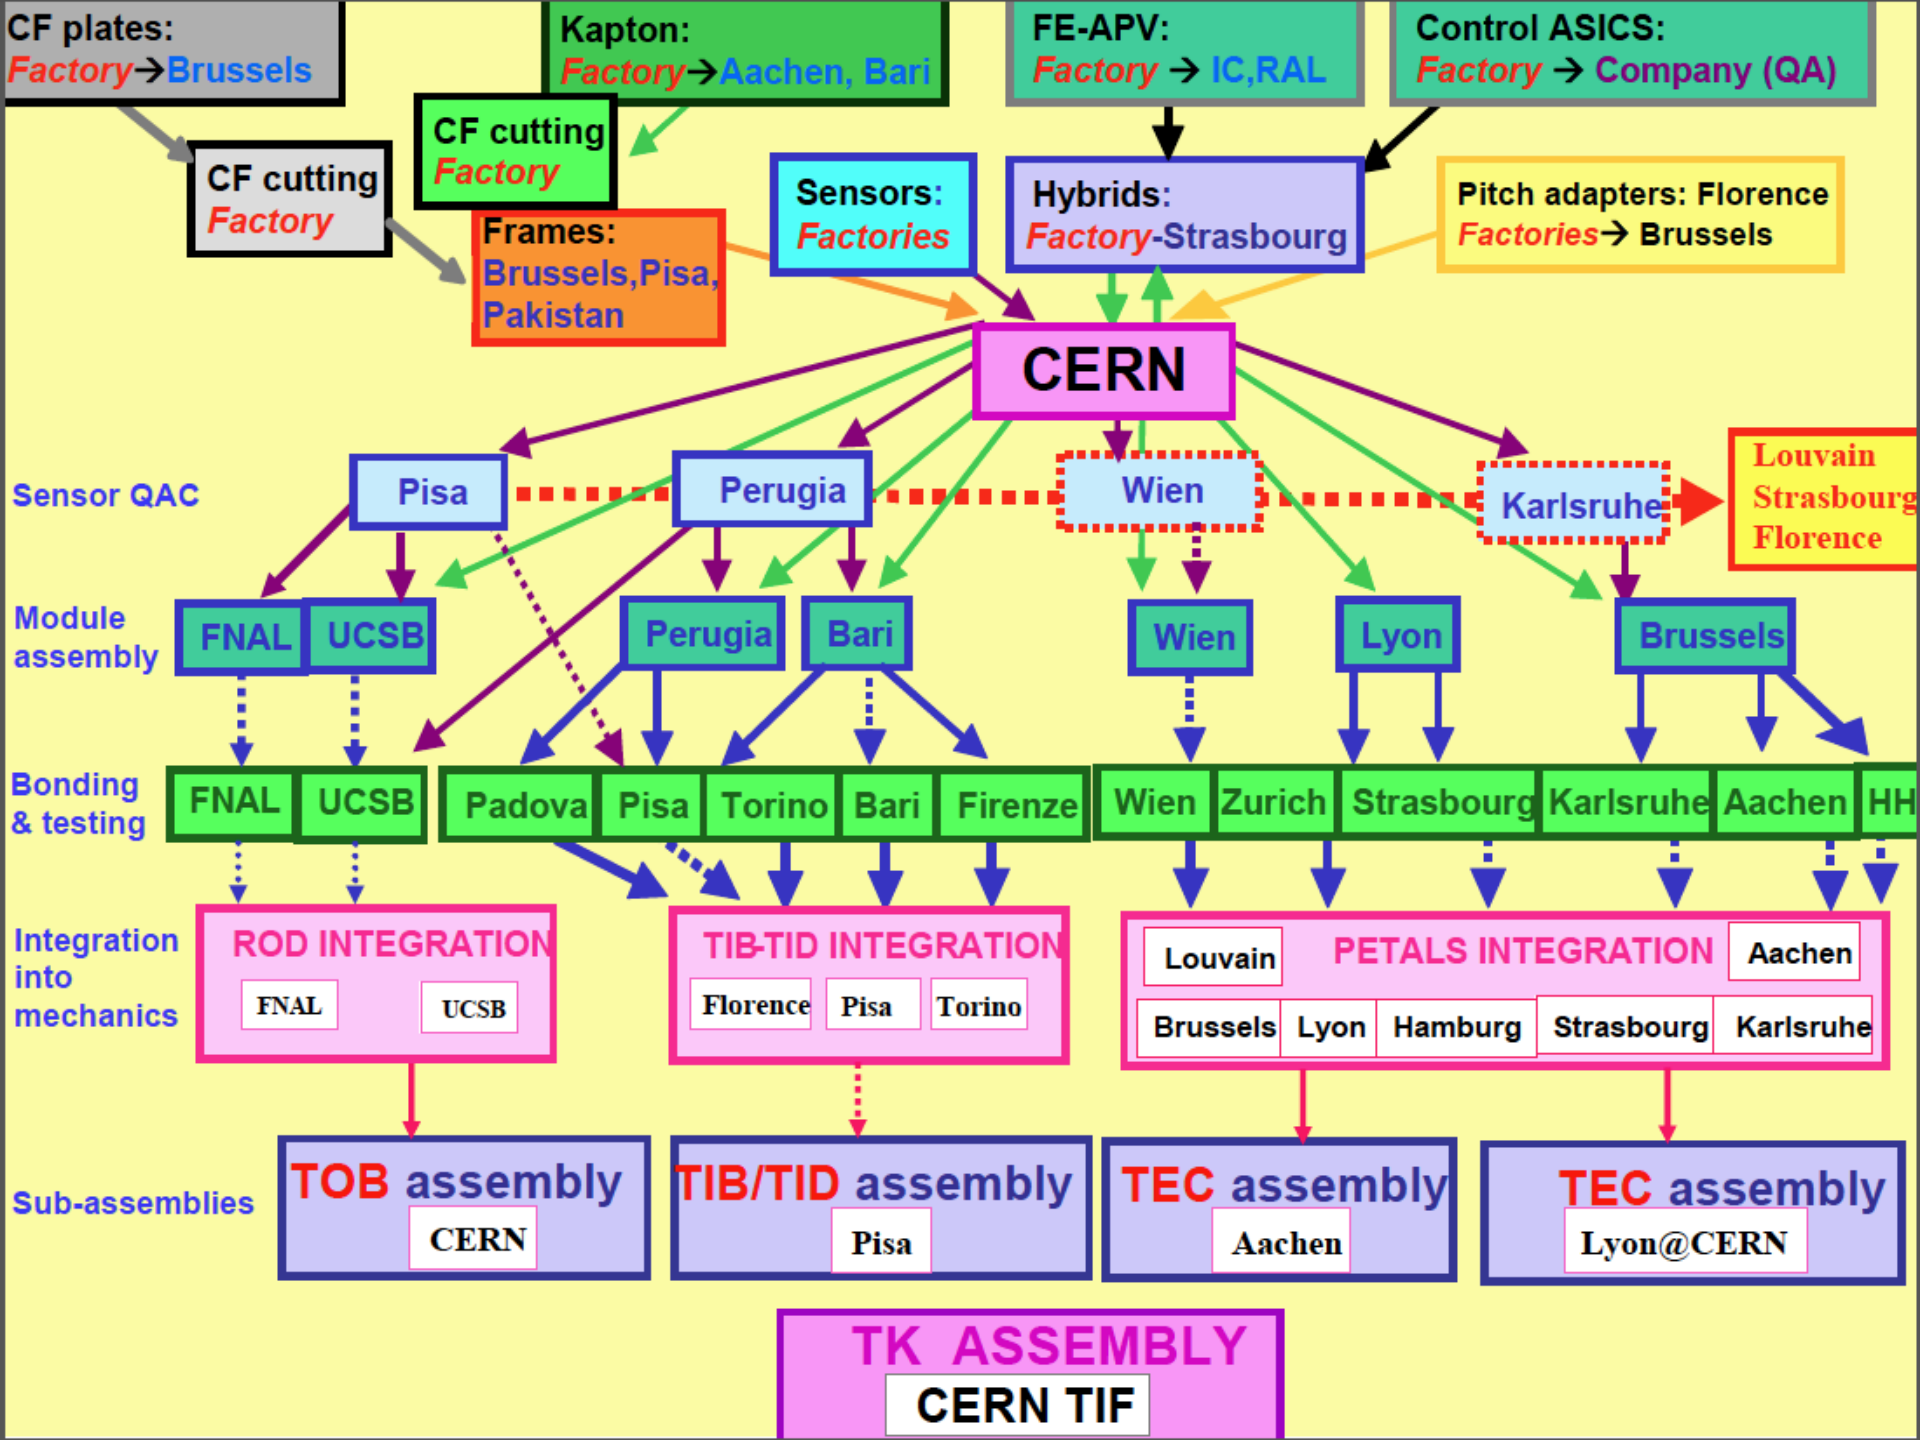 CF plates:
Factory→Brussels
Kapton:
Factory→Aachen, Bari
FE-APV:
Factory → IC,RAL
Control ASICS:
Factory → Company (QA)
CF cutting
Factory
CF cutting
Factory
Frames:
Brussels,Pisa,
Pakistan
Sensors:
Factories
Hybrids:
Factory-Strasbourg
Pitch adapters: Florence
Factories→ Brussels
CERN
Sensor QAC
Pisa
Perugia
Wien
Karlsruhe
Louvain
Strasbourg
Florence
Module
assembly
FNAL
UCSB
Perugia
Bari
Wien
Lyon
Brussels
Bonding
& testing
FNAL
UCSB
Padova
Pisa
Torino
Bari
Firenze
Wien
Zurich
Strasbourg
Karlsruhe
Aachen
HH
Integration
into
mechanics
ROD INTEGRATION
FNAL
UCSB
TIB-TID INTEGRATION
Florence
Pisa
Torino
PETALS INTEGRATION
Louvain
Aachen
Brussels
Lyon
Hamburg
Strasbourg
Karlsruhe
Sub-assemblies
TOB assembly
CERN
TIB/TID assembly
Pisa
TEC assembly
Aachen
TEC assembly
Lyon@CERN
TK ASSEMBLY
CERN TIF